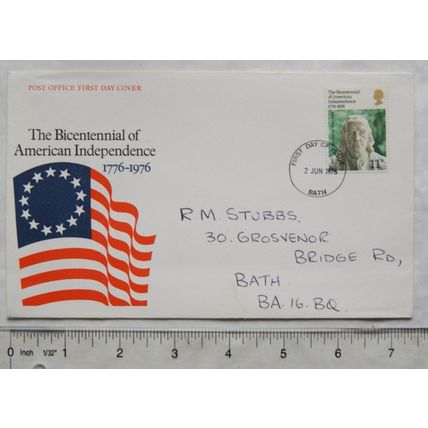 POST OFFICE FIRST DAY COVER
The Bicentennial of
American Independence
1776-1976
The Bicentennial
of American
Independence
1776-1976
11p
FIRST DAY OF ISSUE
2 JUN 1976
BATH
R.M. STUBBS,
30. GROSVENOR
BRIDGE RD,
BATH
BA.16.BQ.
0 Inch 1/32" 1 2 3 4 5 6 7